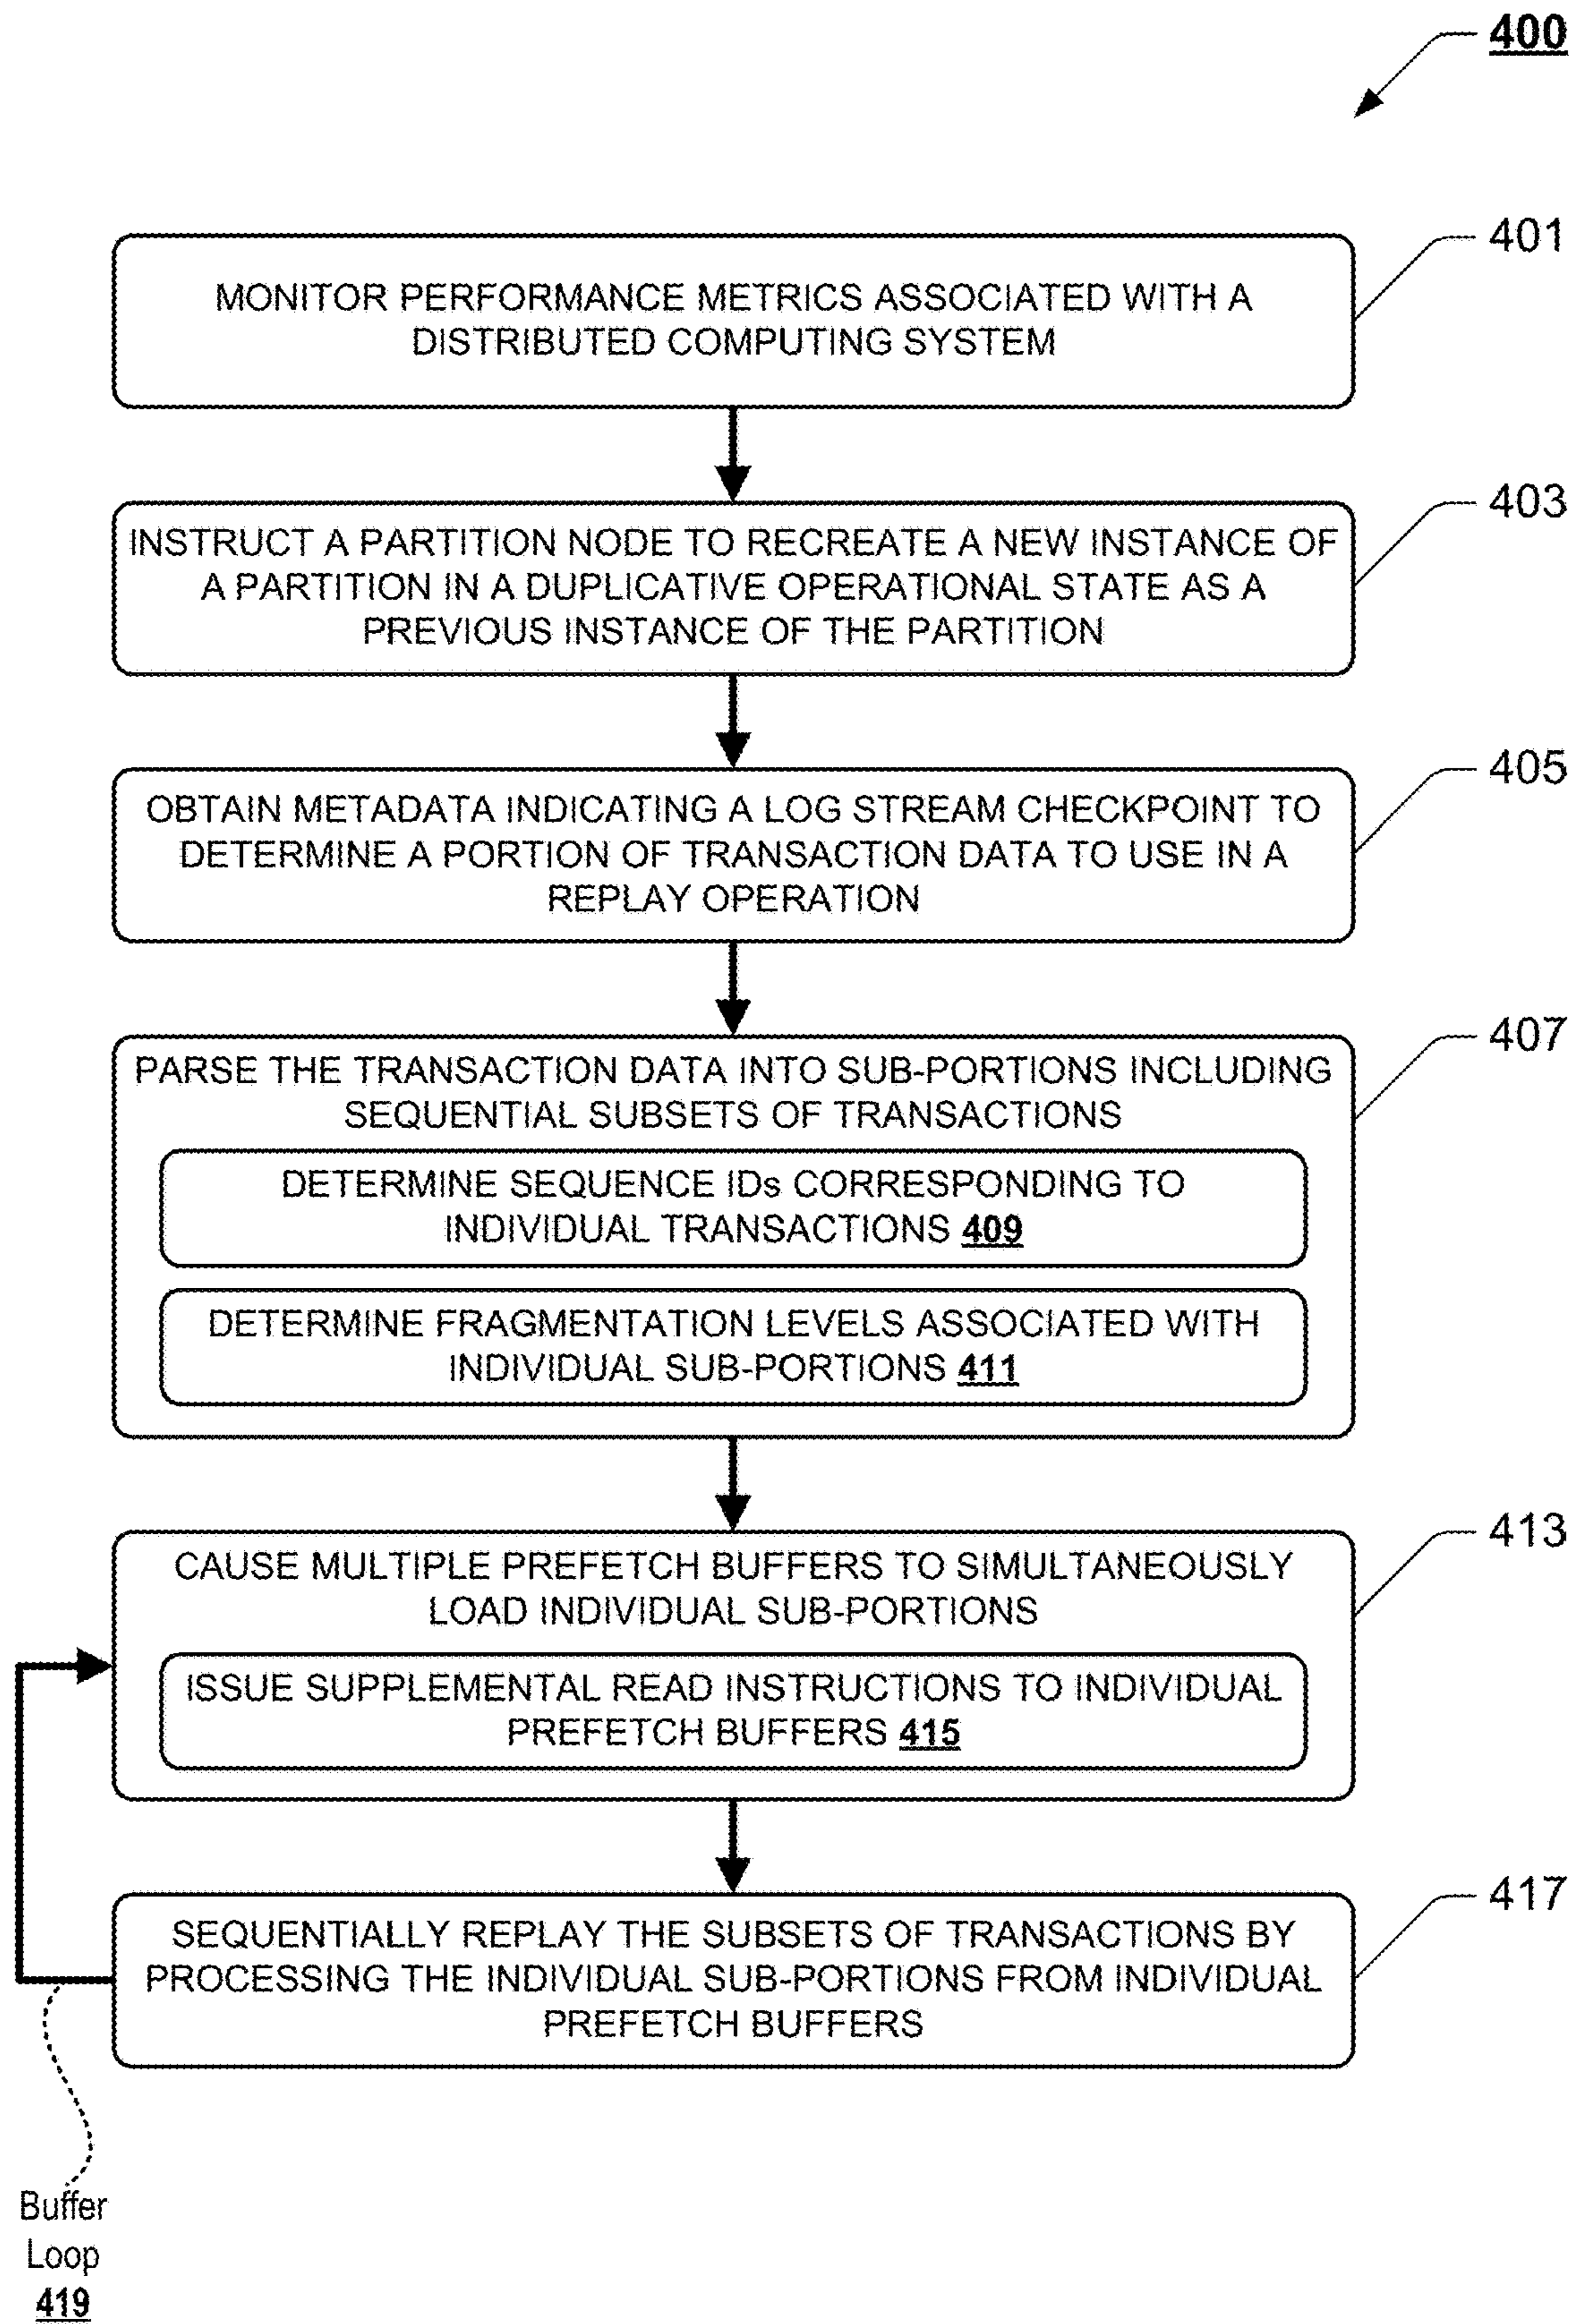 400
401
MONITOR PERFORMANCE METRICS ASSOCIATED WITH A
DISTRIBUTED COMPUTING SYSTEM
403
INSTRUCT A PARTITION NODE TO RECREATE A NEW INSTANCE OF
A PARTITION IN A DUPLICATIVE OPERATIONAL STATE AS A
PREVIOUS INSTANCE OF THE PARTITION
405
OBTAIN METADATA INDICATING A LOG STREAM CHECKPOINT TO
DETERMINE A PORTION OF TRANSACTION DATA TO USE IN A
REPLAY OPERATION
407
PARSE THE TRANSACTION DATA INTO SUB-PORTIONS INCLUDING
SEQUENTIAL SUBSETS OF TRANSACTIONS
DETERMINE SEQUENCE IDs CORRESPONDING TO
INDIVIDUAL TRANSACTIONS 409
DETERMINE FRAGMENTATION LEVELS ASSOCIATED WITH
INDIVIDUAL SUB-PORTIONS 411
413
CAUSE MULTIPLE PREFETCH BUFFERS TO SIMULTANEOUSLY
LOAD INDIVIDUAL SUB-PORTIONS
ISSUE SUPPLEMENTAL READ INSTRUCTIONS TO INDIVIDUAL
PREFETCH BUFFERS 415
417
SEQUENTIALLY REPLAY THE SUBSETS OF TRANSACTIONS BY
PROCESSING THE INDIVIDUAL SUB-PORTIONS FROM INDIVIDUAL
PREFETCH BUFFERS
Buffer
Loop
419